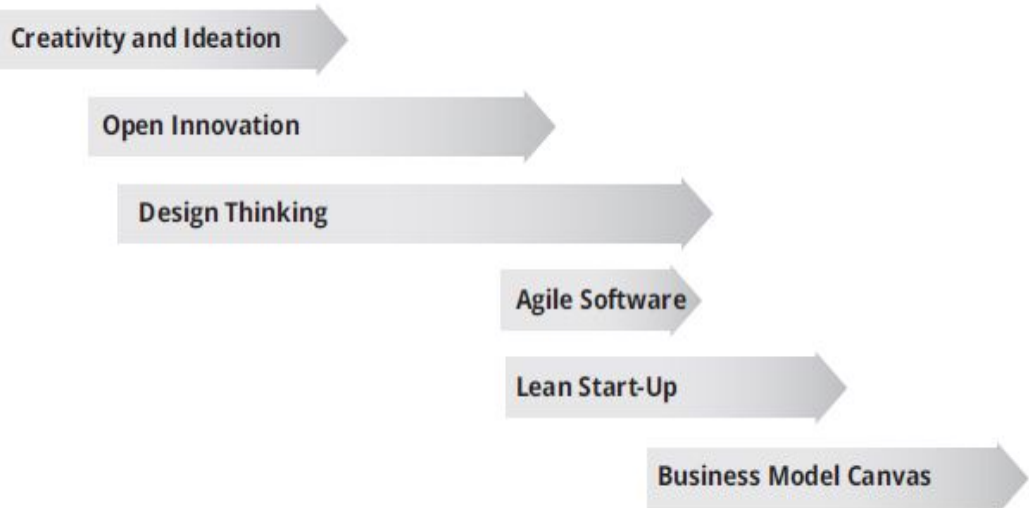 Creativity and Ideation
Open Innovation
Design Thinking
Agile Software
Lean Start-Up
Business Model Canvas